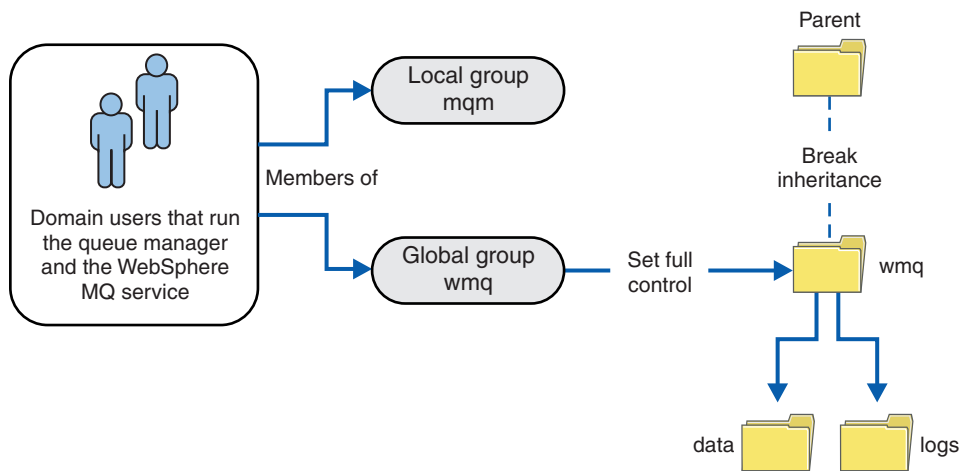 Parent
Local group
mqm
Members of
Break
inheritance
Domain users that run
the queue manager
and the WebSphere
MQ service
Global group
wmq
Set full
control
wmq
data
logs